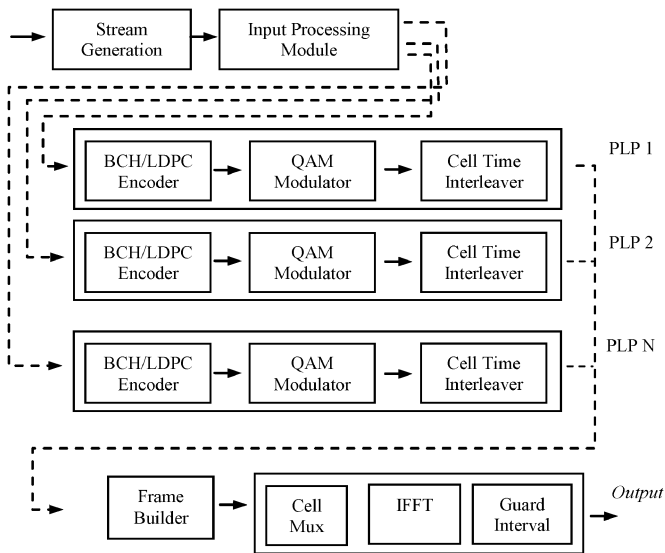 Stream
Generation
Input Processing
Module
BCH/LDPC
Encoder
QAM
Modulator
Cell Time
Interleaver
PLP 1
BCH/LDPC
Encoder
QAM
Modulator
Cell Time
Interleaver
PLP 2
BCH/LDPC
Encoder
QAM
Modulator
Cell Time
Interleaver
PLP N
Frame
Builder
Cell
Mux
IFFT
Guard
Interval
Output